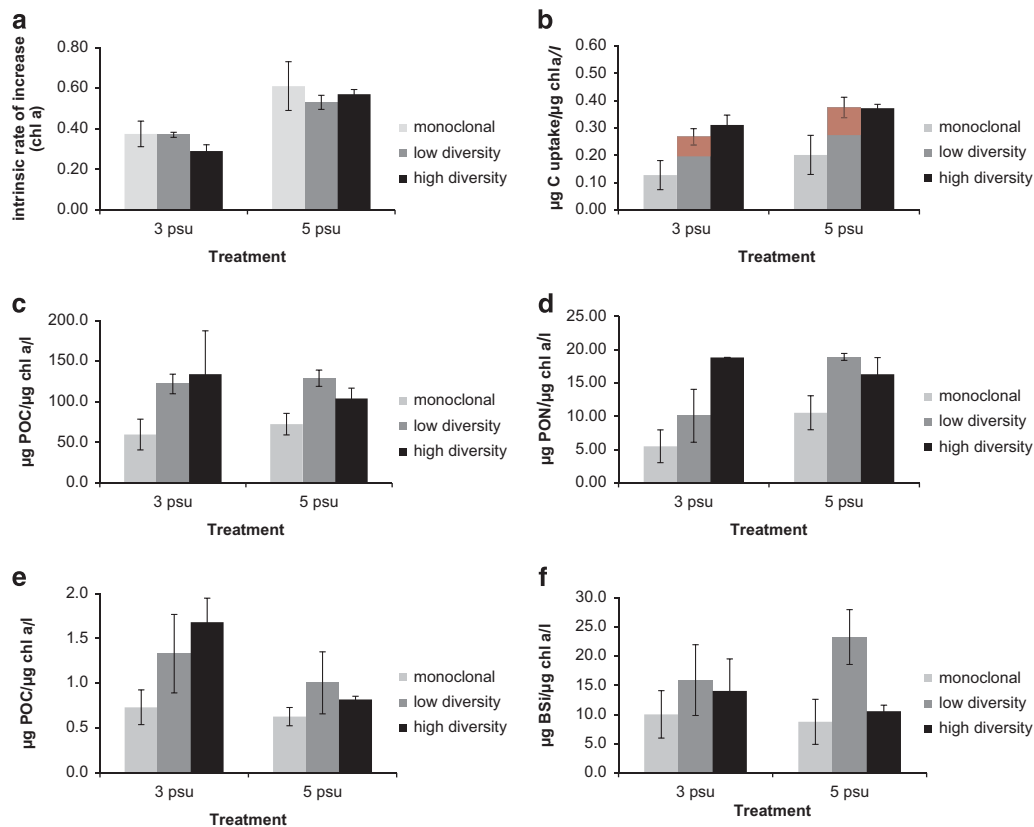 a
0.80
0.60
0.40
0.20
0.00
intrinsic rate of increase
(chl a)
3 psu
5 psu
Treatment
monoclonal
low diversity
high diversity
b
0.60
0.50
0.40
0.30
0.20
0.10
0.00
µg C uptake/µg chl a/l
3 psu
5 psu
Treatment
monoclonal
low diversity
high diversity
c
200.0
150.0
100.0
50.0
0.0
µg POC/µg chl a/l
3 psu
5 psu
Treatment
monoclonal
low diversity
high diversity
d
25.00
20.00
15.00
10.00
5.00
0.00
µg PON/µg chl a/l
3 psu
5 psu
Treatment
monoclonal
low diversity
high diversity
e
2.0
1.5
1.0
0.5
0.0
µg POC/µg chl a/l
3 psu
5 psu
Treatment
monoclonal
low diversity
high diversity
f
30.0
25.0
20.0
15.0
10.0
5.0
0.0
µg BSi/µg chl a/l
3 psu
5 psu
Treatment
monoclonal
low diversity
high diversity